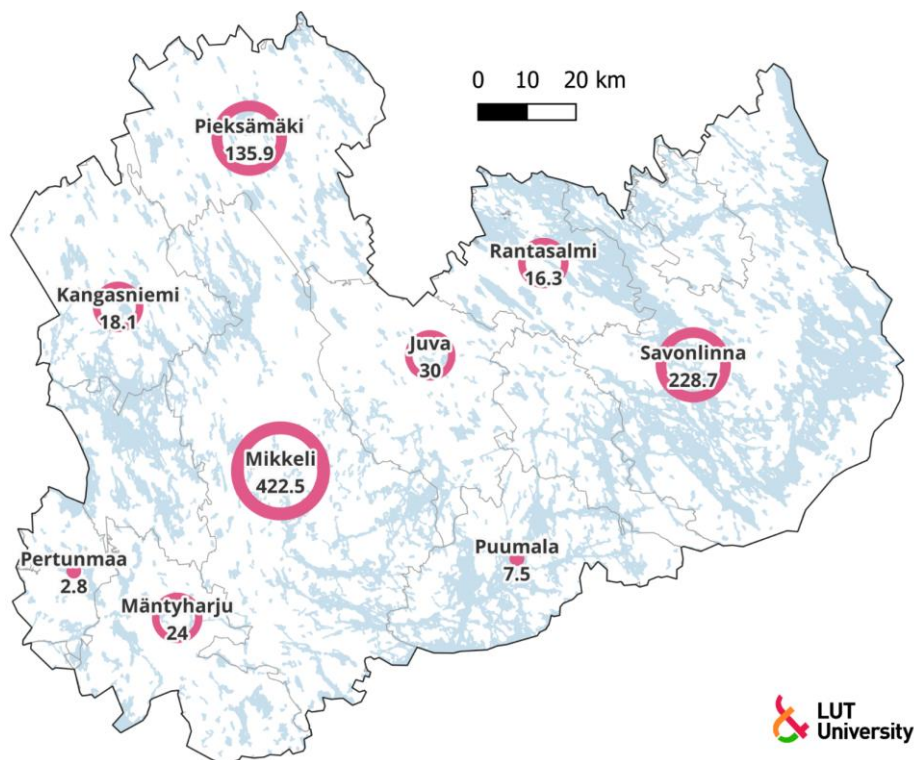 0 10 20 km
Pieksämäki
135.9
Rantasalmi
16.3
Kangasniemi
18.1
Juva
30
Savonlinna
228.7
Mikkeli
422.5
Puumala
7.5
Pertunmaa
2.8
Mäntyharju
24
LUT
University